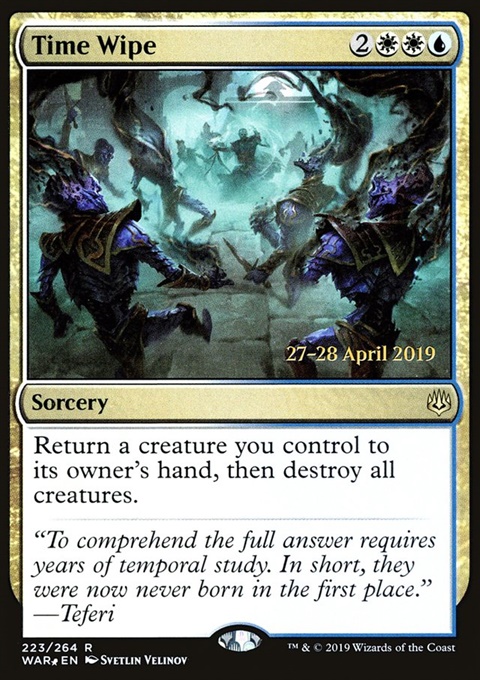 Time Wipe 2
27–28 April 2019
Sorcery
Return a creature you control to
its owner's hand, then destroy all
creatures.
“To comprehend the full answer requires
years of temporal study. In short, they
were now never born in the first place.”
—Teferi
223/264 R
WAR★EN Svetlin Velinov
™ & © 2019 Wizards of the Coast